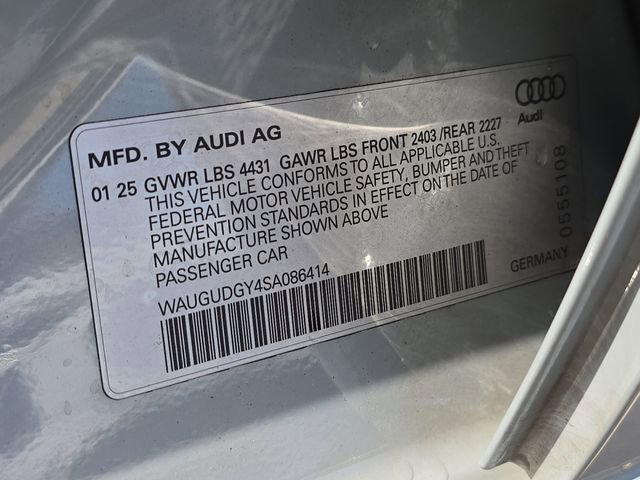 Audi
MFD. BY AUDI AG
01 25 GVWR LBS 4431 GAWR LBS FRONT 2403 /REAR 2227
THIS VEHICLE CONFORMS TO ALL APPLICABLE U.S.
FEDERAL MOTOR VEHICLE SAFETY, BUMPER AND THEFT
PREVENTION STANDARDS IN EFFECT ON THE DATE OF
MANUFACTURE SHOWN ABOVE
PASSENGER CAR
WAUGUDGY4SA086414
GERMANY
0555108